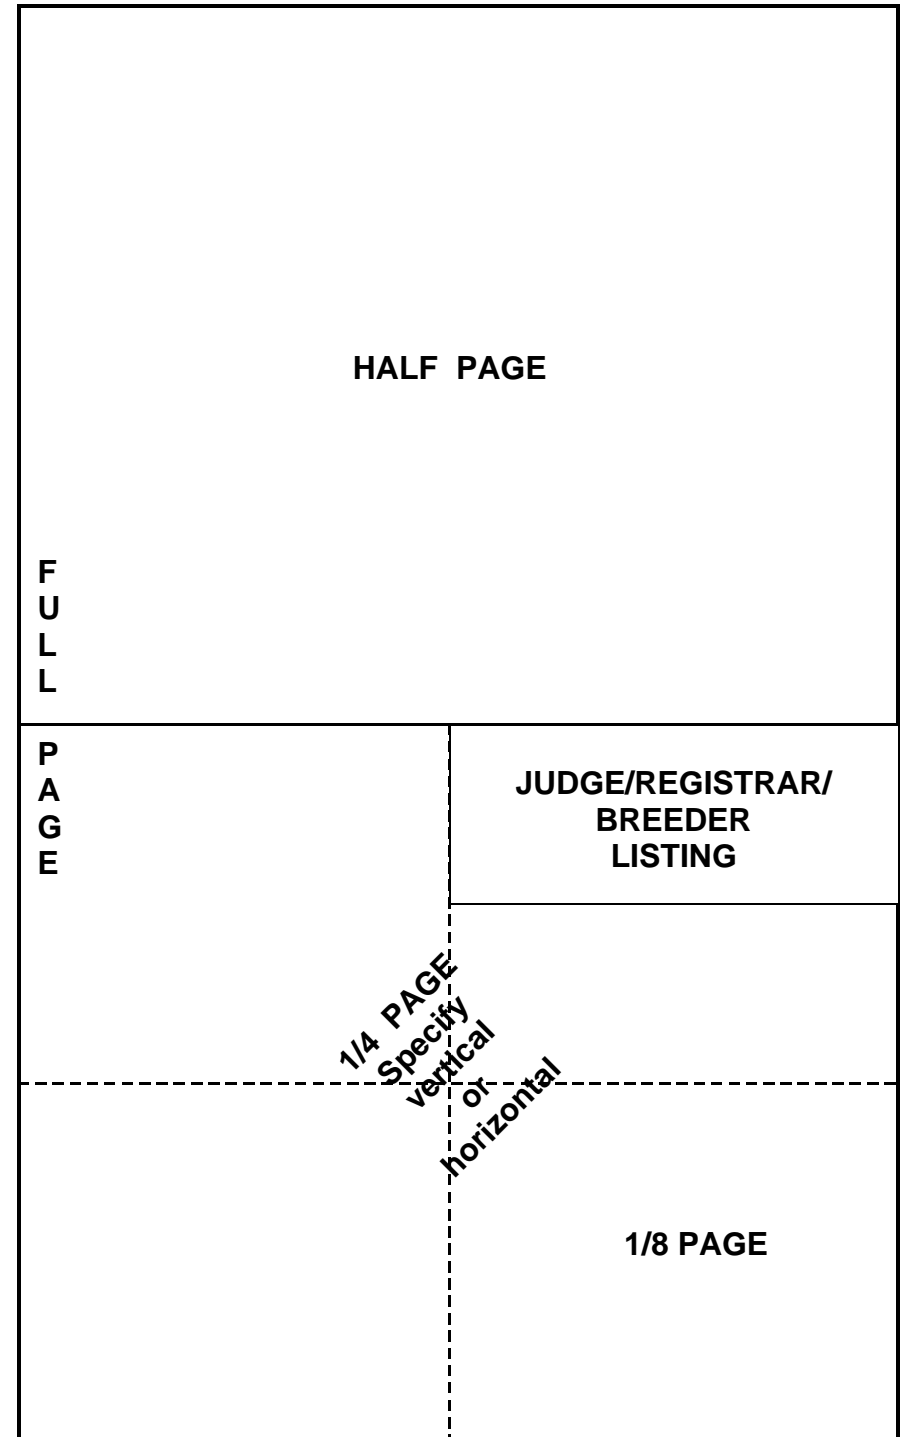 HALF PAGE
F
U
L
L
P
A
G
E
JUDGE/REGISTRAR/
BREEDER
LISTING
1/4 PAGE
Specify
vertical
or
horizontal
1/8 PAGE